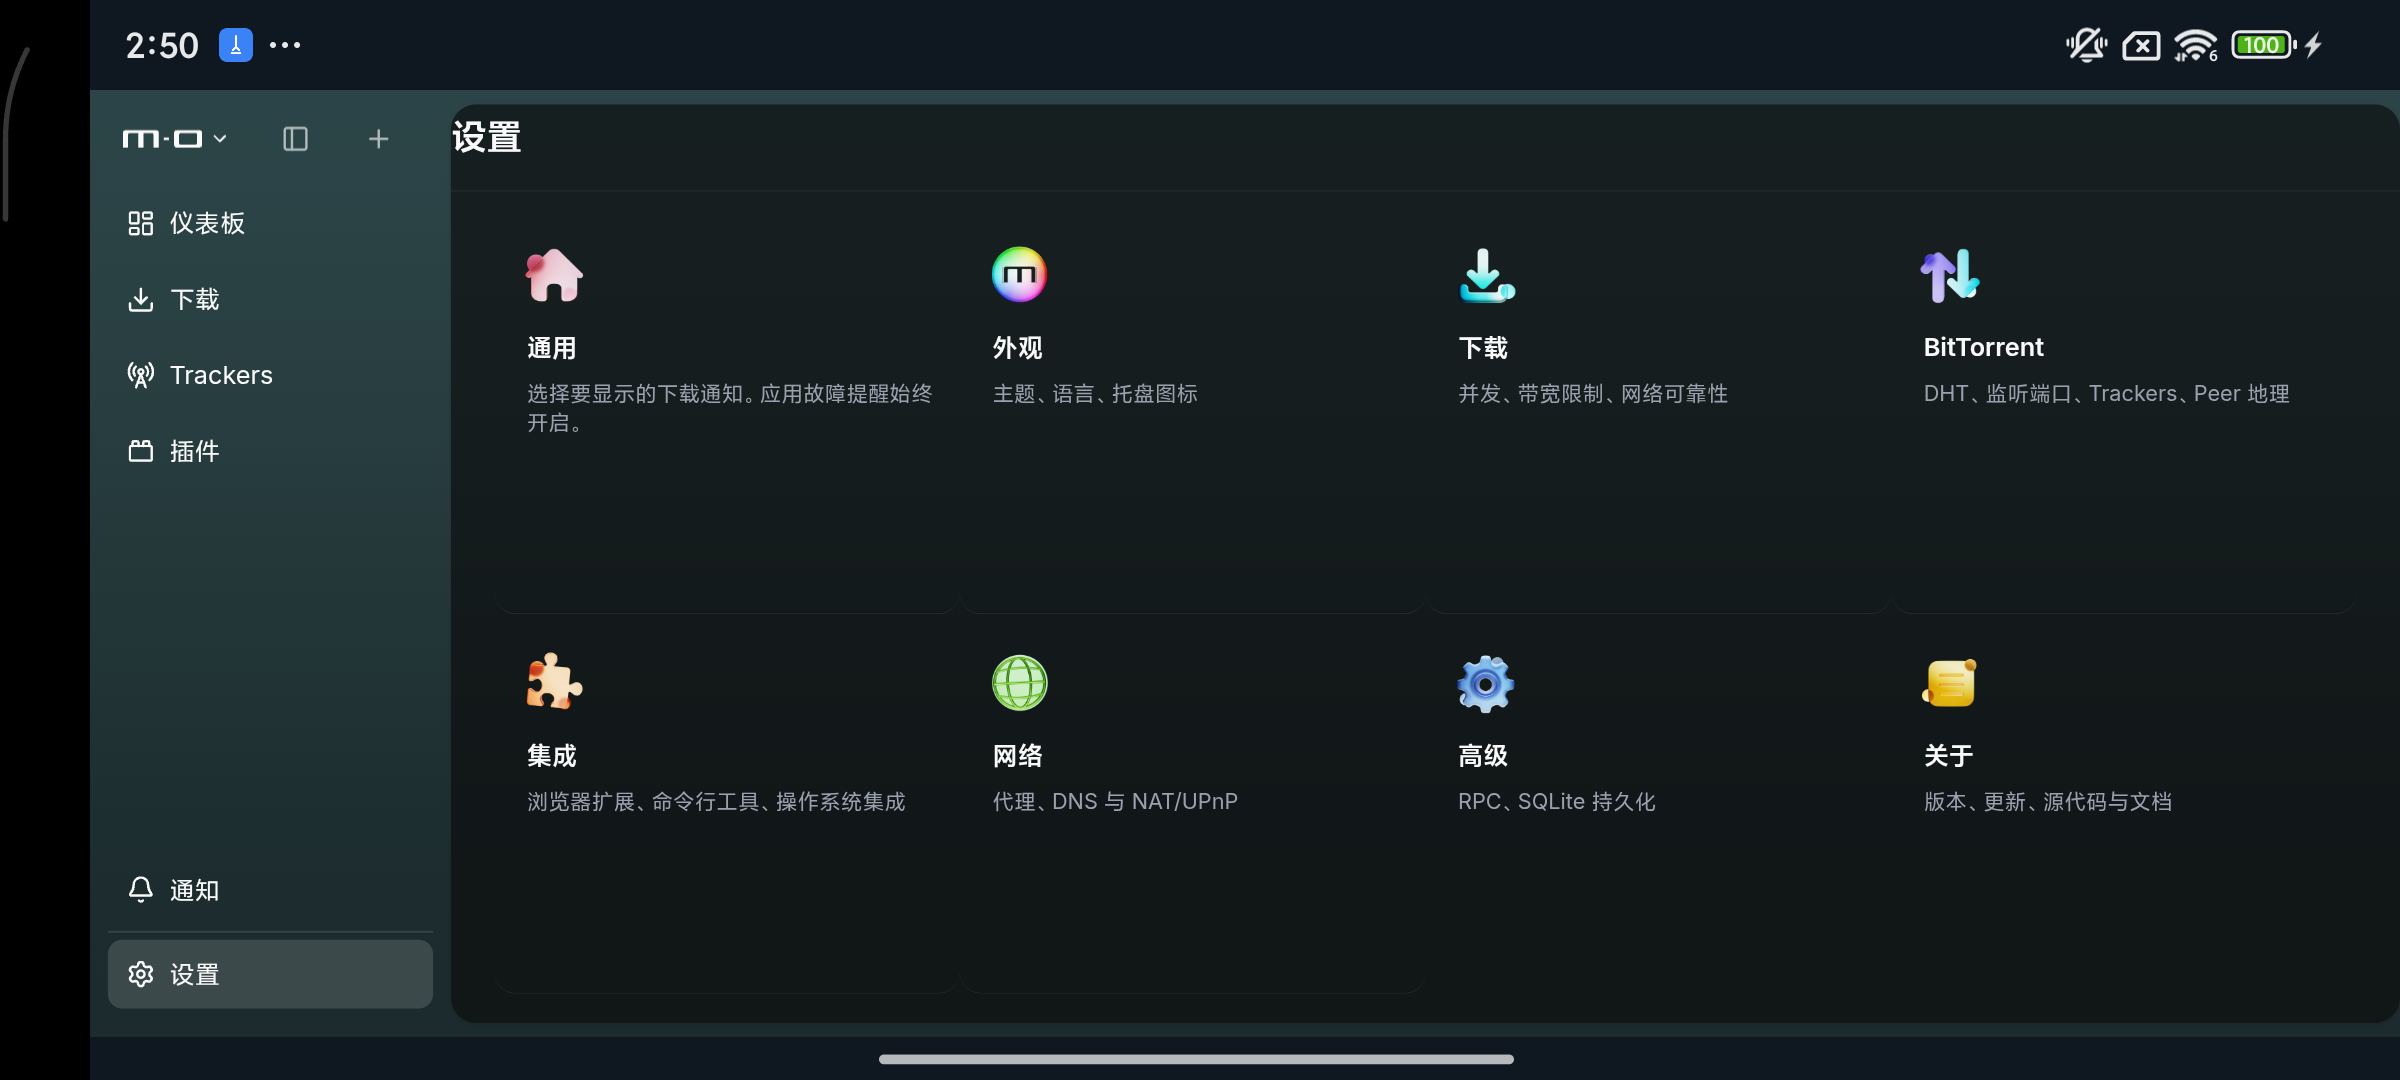 2:50
6
100
m-o
仪表板
下载
Trackers
插件
通知
设置
设置
通用
选择要显示的下载通知。应用故障提醒始终
开启。
m
外观
主题、语言、托盘图标
下载
并发、带宽限制、网络可靠性
BitTorrent
DHT、监听端口、Trackers、Peer 地理
集成
浏览器扩展、命令行工具、操作系统集成
网络
代理、DNS 与 NAT/UPnP
高级
RPC、SQLite 持久化
关于
版本、更新、源代码与文档